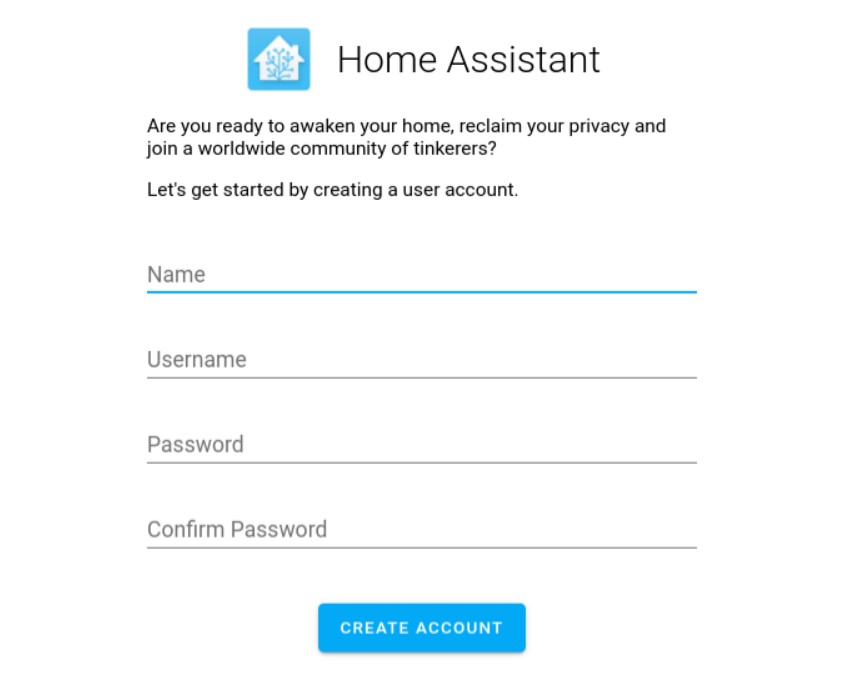 Home Assistant
Are you ready to awaken your home, reclaim your privacy and
join a worldwide community of tinkerers?
Let's get started by creating a user account.
Name
Username
Password
Confirm Password
CREATE ACCOUNT